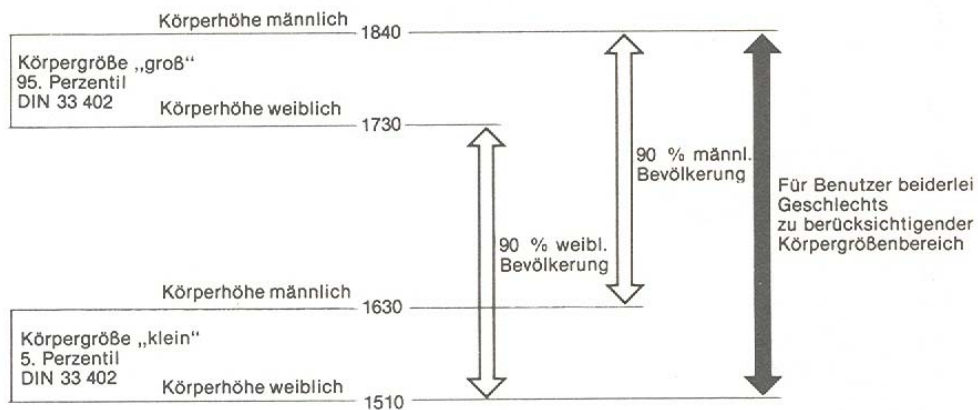 Körperhöhe männlich
1840
Körpergröße „groß“
95. Perzentil
DIN 33 402
Körperhöhe weiblich
1730
90 % männl.
Bevölkerung
Für Benutzer beiderlei
Geschlechts
zu berücksichtigender
Körpergrößenbereich
90 % weibl.
Bevölkerung
Körperhöhe männlich
1630
Körpergröße „klein“
5. Perzentil
DIN 33 402
Körperhöhe weiblich
1510